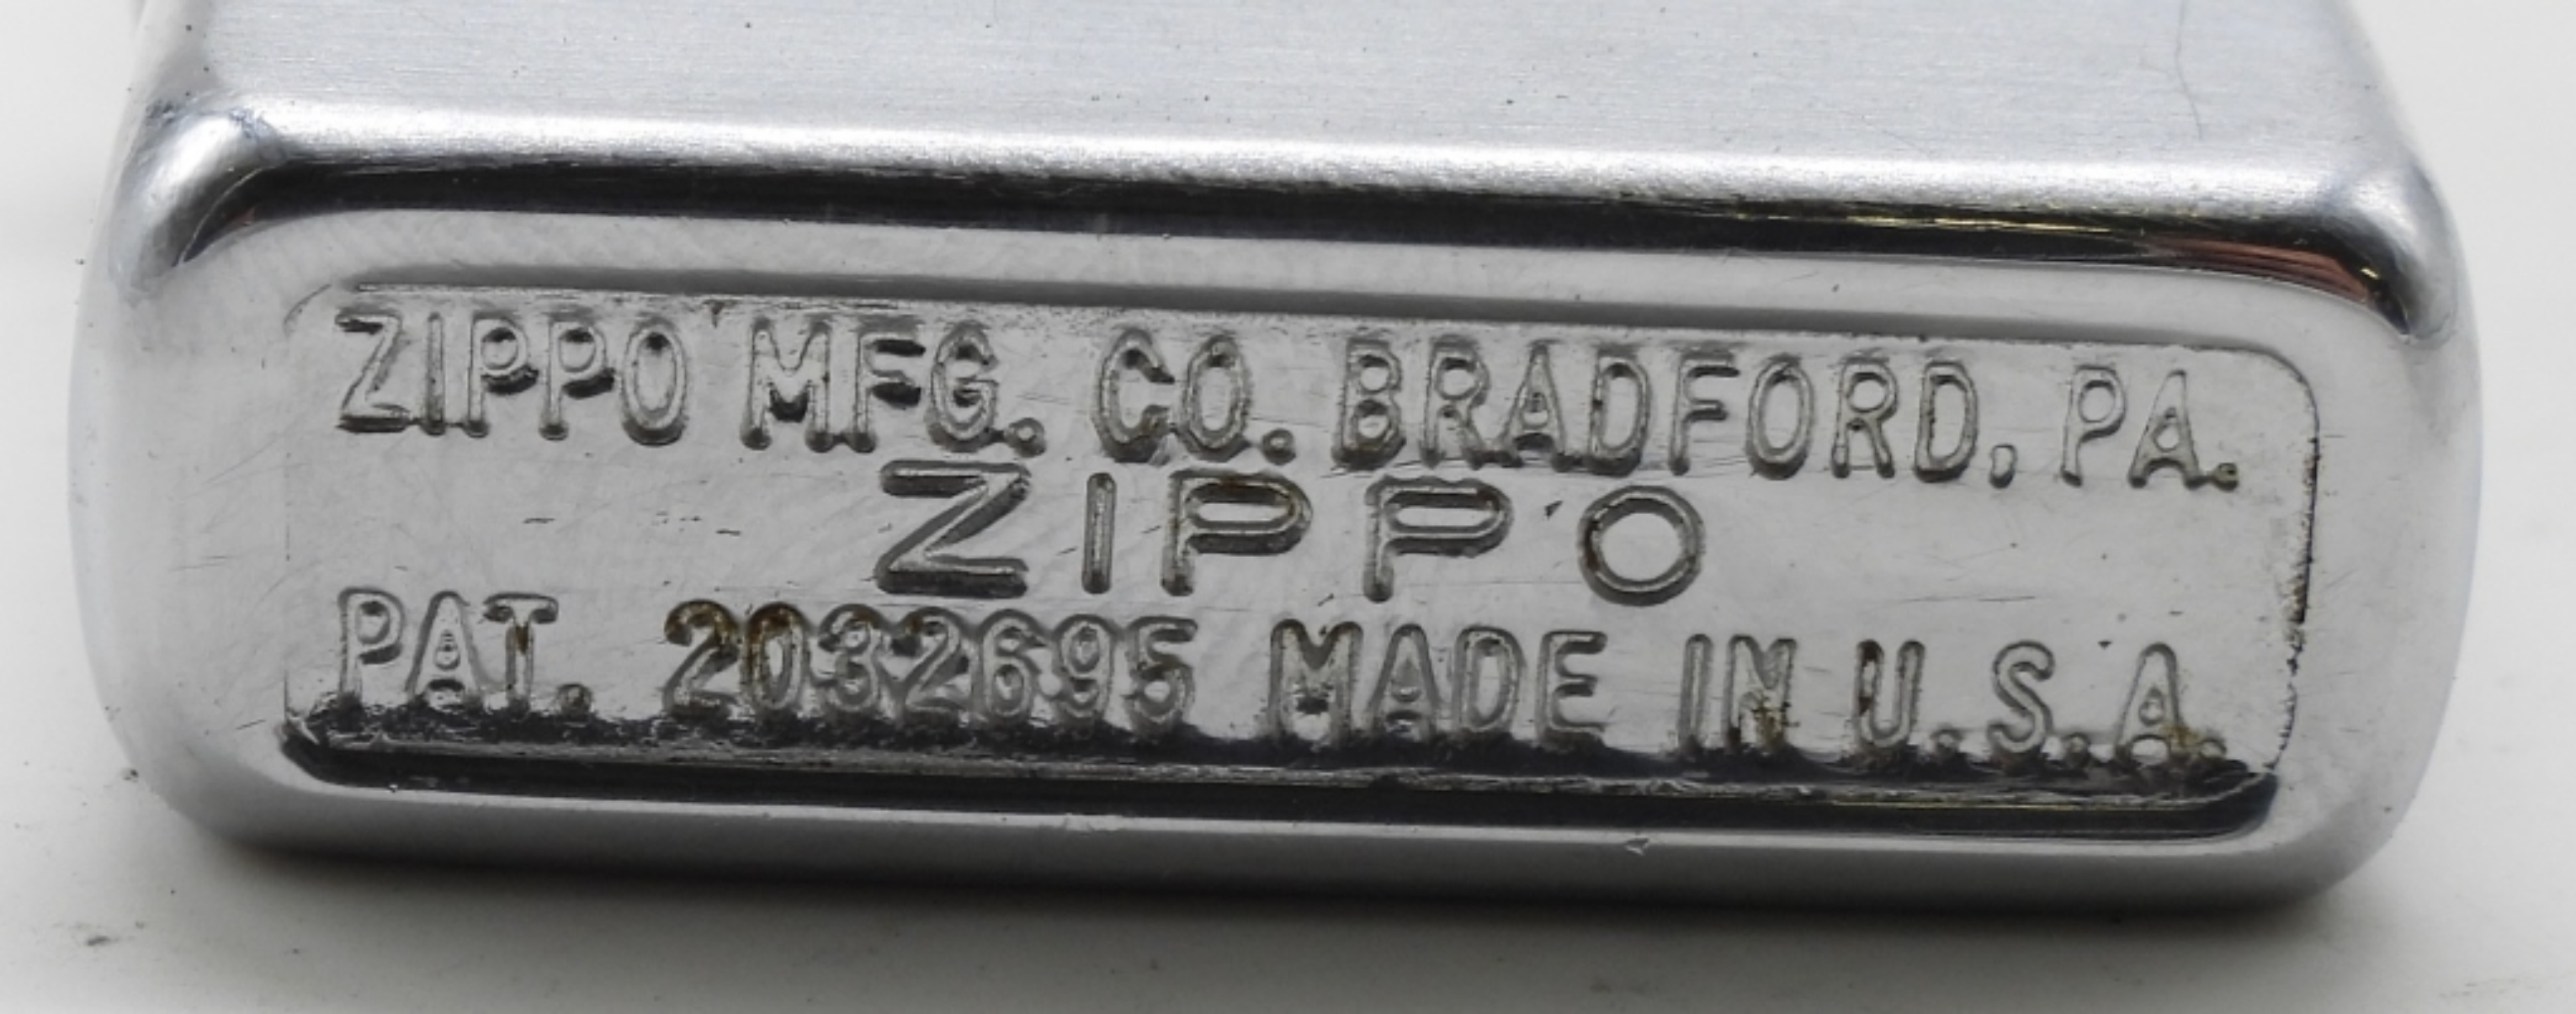 ZIPPO MFG. CO. BRADFORD, PA.
ZIPPO
PAT. 2032695 MADE IN U.S.A.